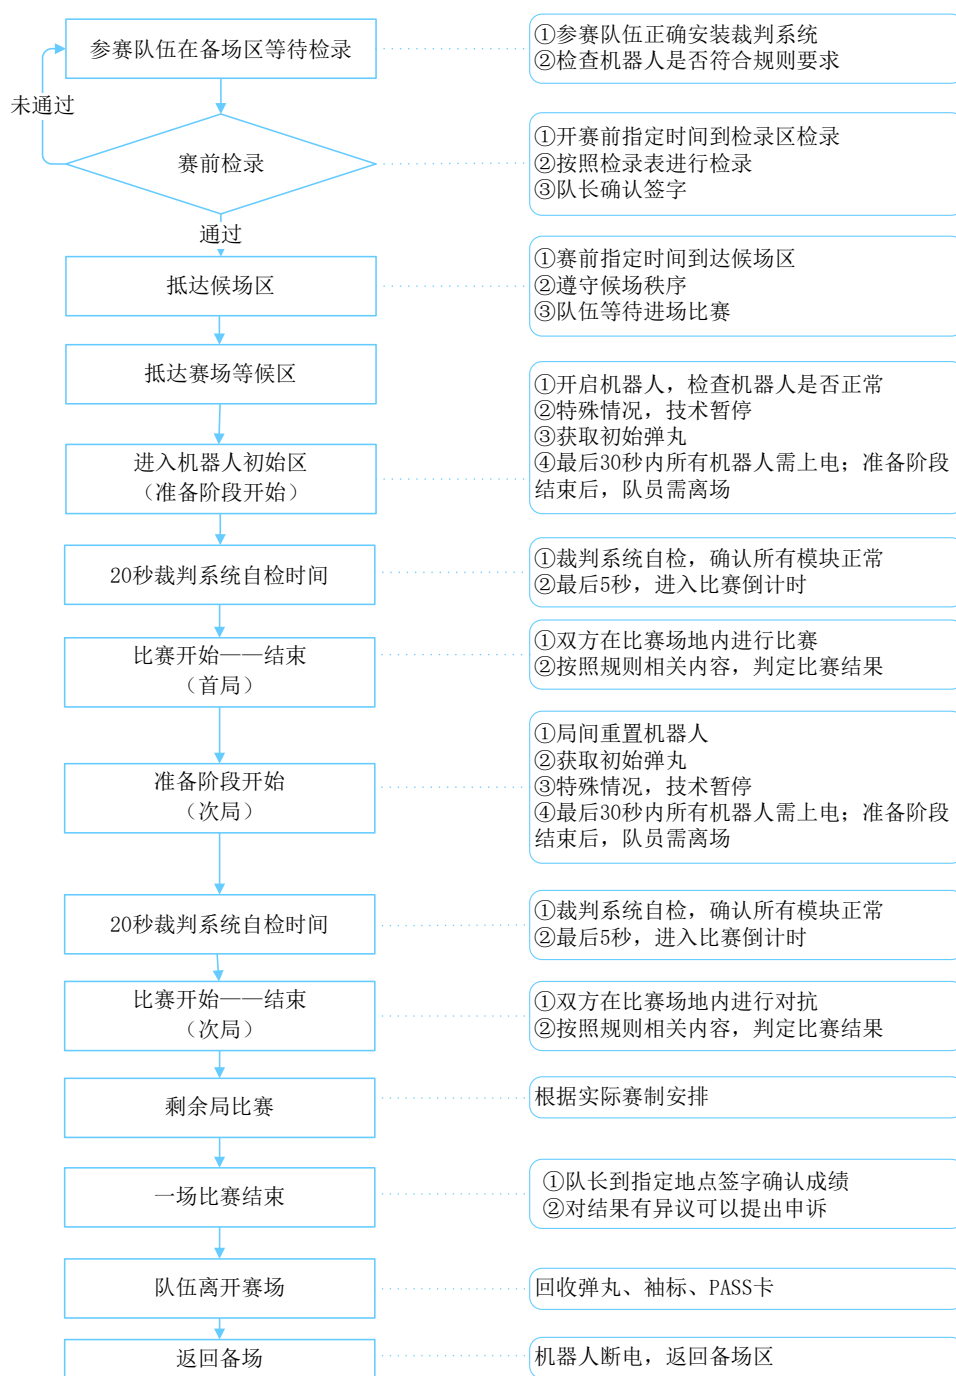 参赛队伍在备场区等待检录
①参赛队伍正确安装裁判系统
②检查机器人是否符合规则要求
未通过
赛前检录
①开赛前指定时间到检录区检录
②按照检录表进行检录
③队长确认签字
通过
抵达候场区
①赛前指定时间到达候场区
②遵守候场秩序
③队伍等待进场比赛
抵达赛场等候区
进入机器人初始区
（准备阶段开始）
①开启机器人，检查机器人是否正常
②特殊情况，技术暂停
③获取初始弹丸
④最后30秒内所有机器人需上电；准备阶段
结束后，队员需离场
20秒裁判系统自检时间
①裁判系统自检，确认所有模块正常
②最后5秒，进入比赛倒计时
比赛开始——结束
（首局）
①双方在比赛场地内进行比赛
②按照规则相关内容，判定比赛结果
准备阶段开始
（次局）
①局间重置机器人
②获取初始弹丸
③特殊情况，技术暂停
④最后30秒内所有机器人需上电；准备阶段
结束后，队员需离场
20秒裁判系统自检时间
①裁判系统自检，确认所有模块正常
②最后5秒，进入比赛倒计时
比赛开始——结束
（次局）
①双方在比赛场地内进行对抗
②按照规则相关内容，判定比赛结果
剩余局比赛
根据实际赛制安排
一场比赛结束
①队长到指定地点签字确认成绩
②对结果有异议可以提出申诉
队伍离开赛场
回收弹丸、袖标、PASS卡
返回备场
机器人断电，返回备场区